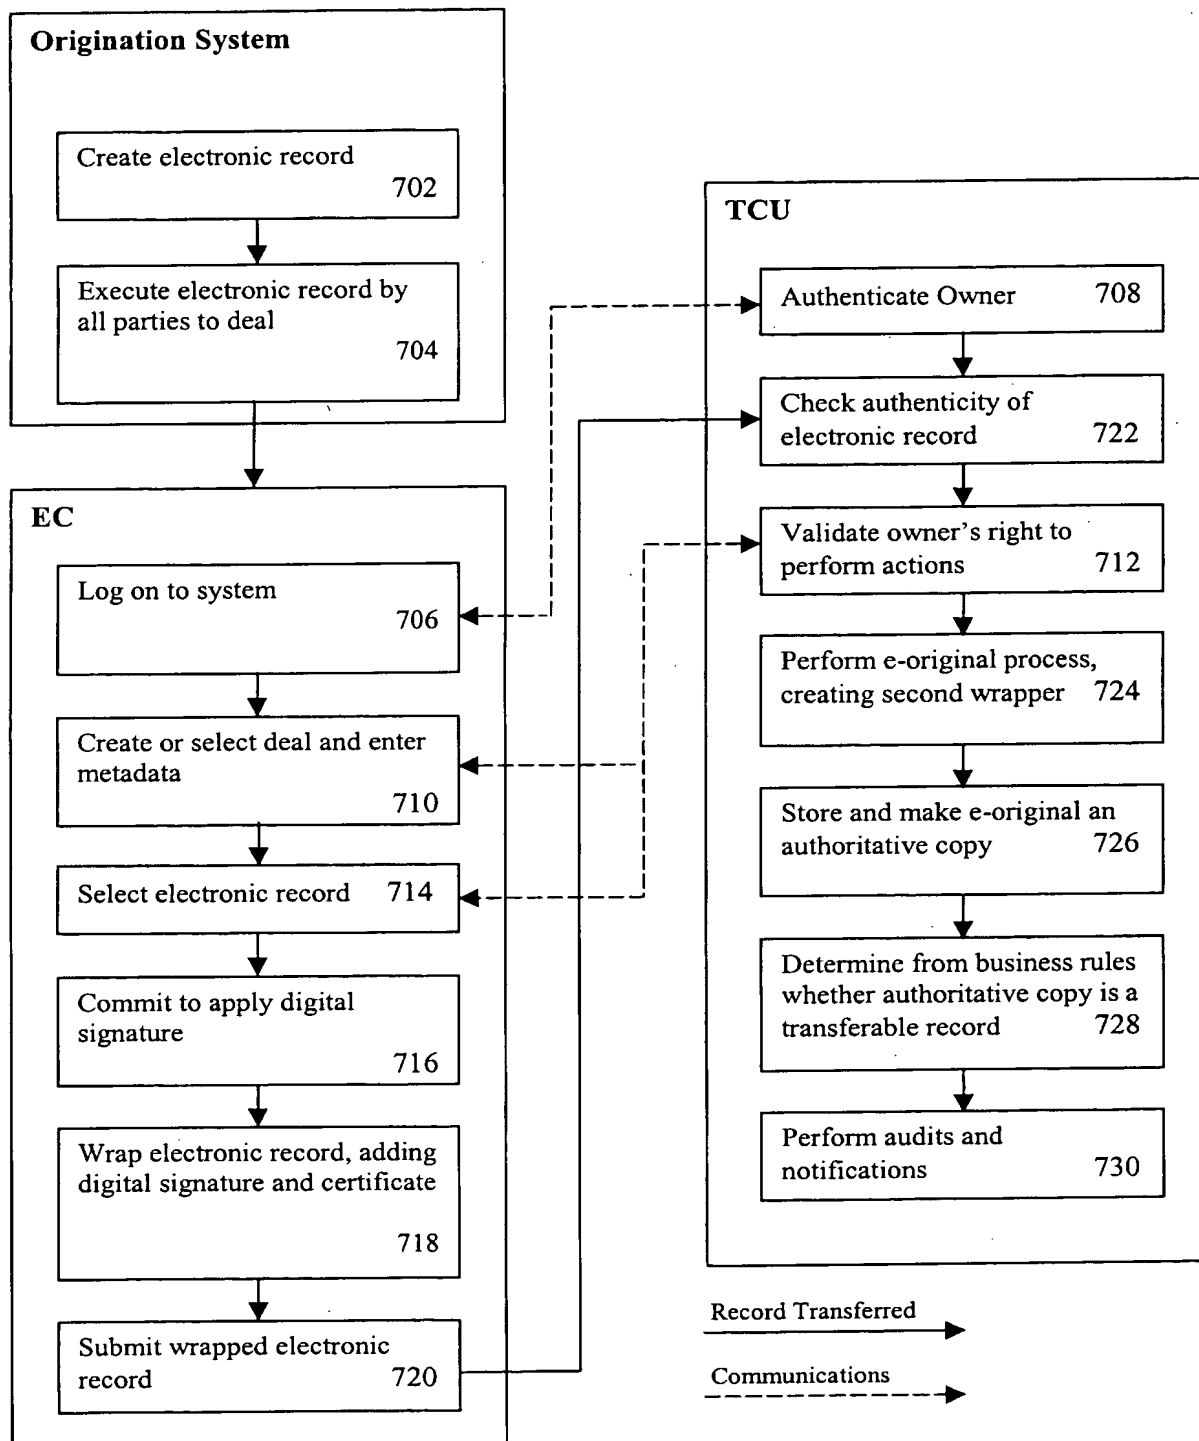 Origination System
Create electronic record
702
Execute electronic record by
all parties to deal
704
EC
Log on to system
706
Create or select deal and enter
metadata
710
Select electronic record 714
Commit to apply digital
signature
716
Wrap electronic record, adding
digital signature and certificate
718
Submit wrapped electronic
record 720
TCU
Authenticate Owner 708
Check authenticity of
electronic record 722
Validate owner's right to
perform actions 712
Perform e-original process,
creating second wrapper 724
Store and make e-original an
authoritative copy 726
Determine from business rules
whether authoritative copy is a
transferable record 728
Perform audits and
notifications 730
Record Transferred
Communications